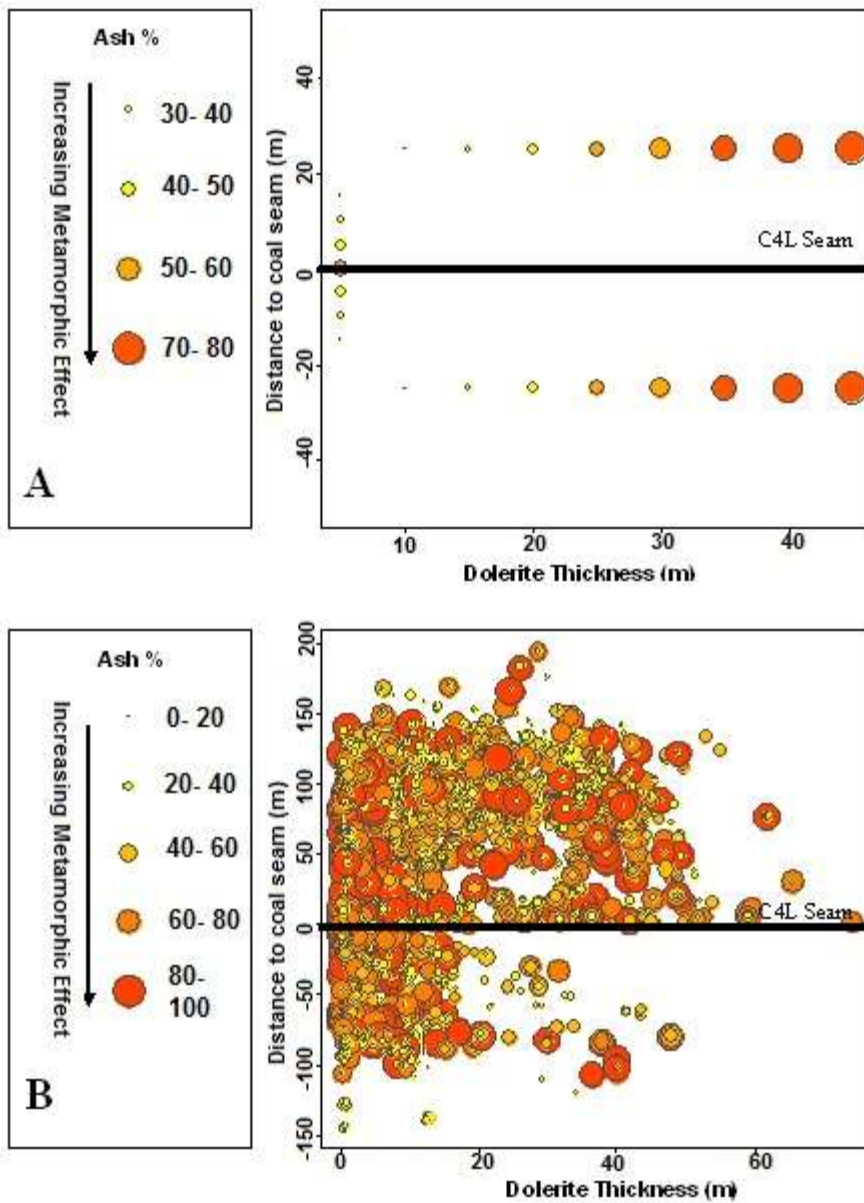 Ash %
Increasing Metamorphic Effect
30- 40
40- 50
50- 60
70- 80
A
Distance to coal seam (m)
40
20
0
-20
-40
C4L Seam
10
20
30
40
Dolerite Thickness (m)
Ash %
Increasing Metamorphic Effect
0- 20
20- 40
40- 60
60- 80
80-
100
B
Distance to coal seam (m)
200
150
100
50
0
-50
-100
-150
C4L Seam
0
20
40
60
Dolerite Thickness (m)